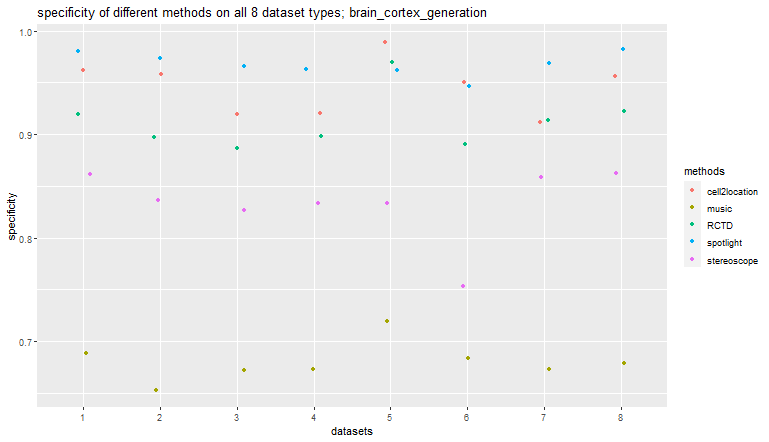 specificity of different methods on all 8 dataset types; brain_cortex_generation
1.0
0.9
0.8
0.7
specificity
1 2 3 4 5 6 7 8
datasets
methods
cell2location
music
RCTD
spotlight
stereoscope